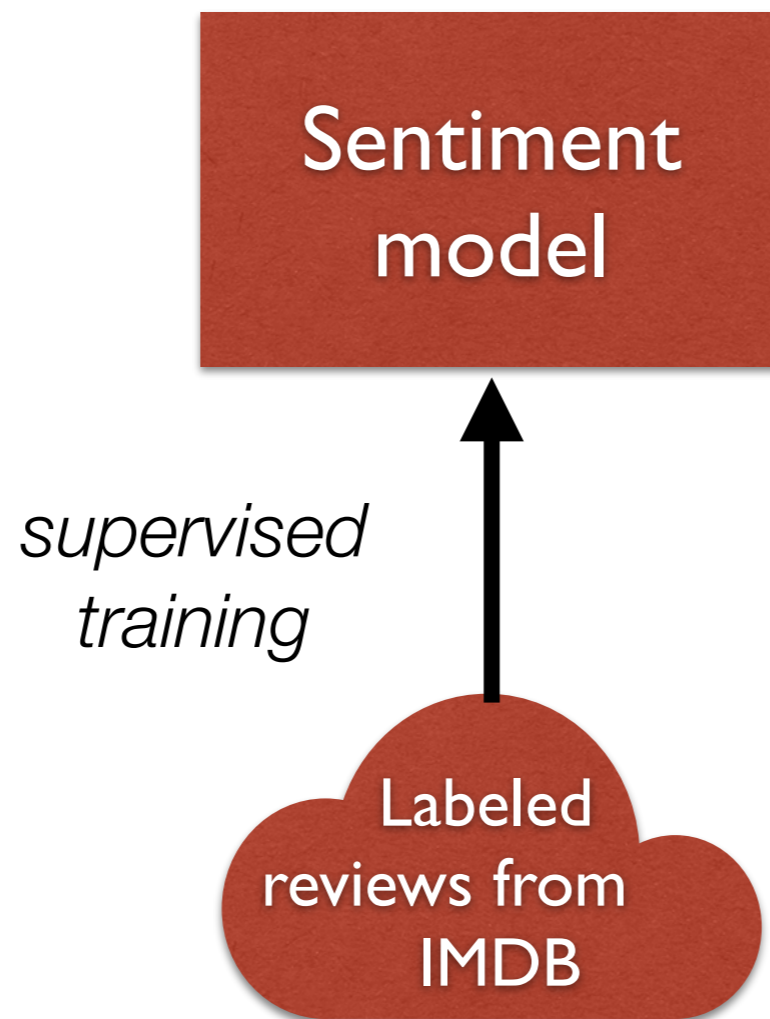 Sentiment
model
supervised
training
Labeled
reviews from
IMDB